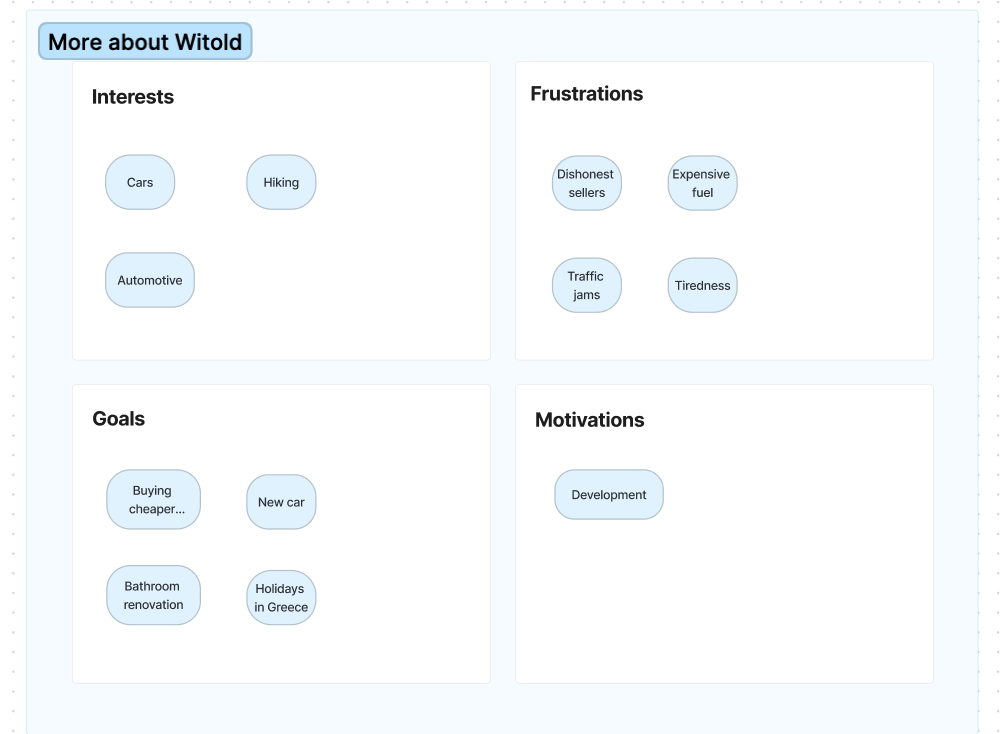 More about Witold
Interests
Cars
Hiking
Automotive
Frustrations
Dishonest
sellers
Expensive
fuel
Traffic
jams
Tiredness
Goals
Buying
cheaper...
New car
Bathroom
renovation
Holidays
in Greece
Motivations
Development